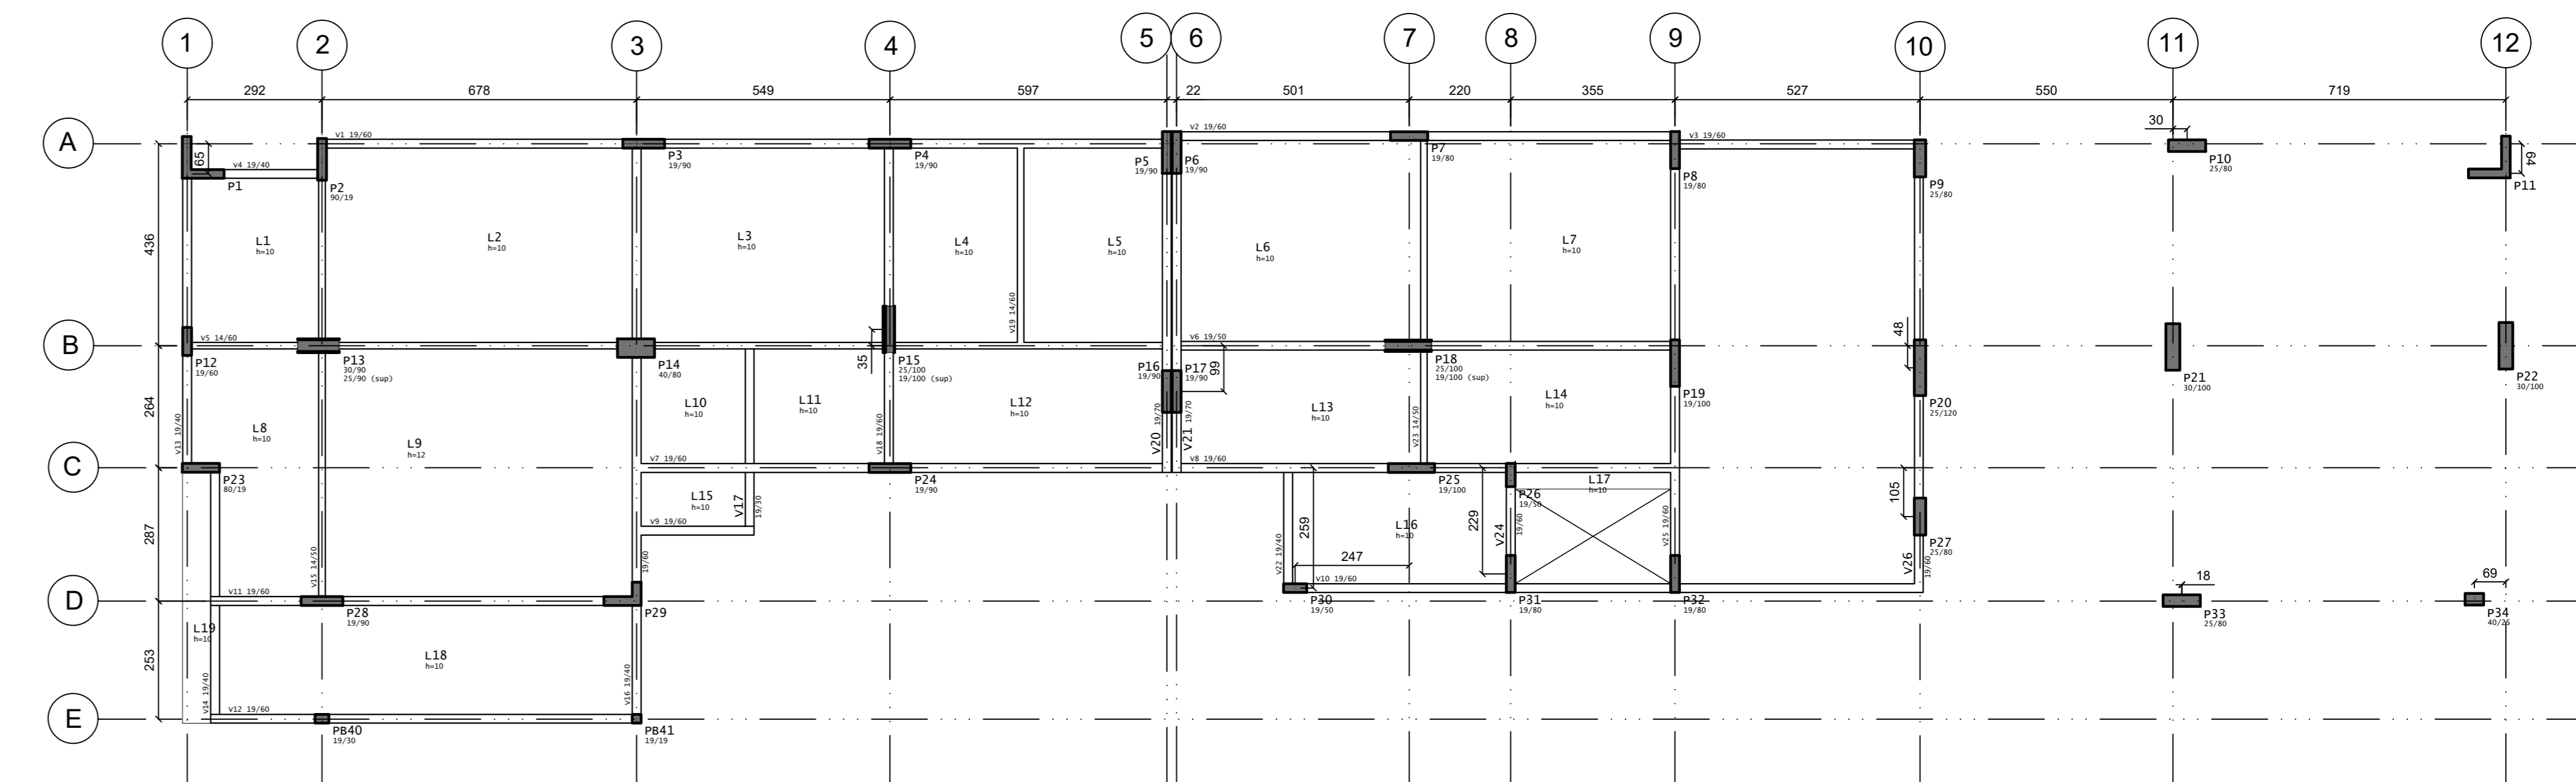 1 2 3 4 5 6 7 8 9 10 11 12
292 678 549 597 22 501 220 355 527 550 719
A
65
v1 19/60
v4 19/40
P1
P2
90/19
P3
19/90
P4
19/90
P5
19/90
P6
19/90
v2 19/60
P7
19/80
P8
19/80
v3 19/60
P9
25/80
30
P10
25/80
64
P11
436
L1
h=10
L2
h=10
L3
h=10
L4
h=10
L5
h=10
L6
h=10
L7
h=10
v19 14/60
B
v5 14/60
P12
19/60
P13
30/90
25/90 (sup)
P14
40/80
35
P15
25/100
19/100 (sup)
P16
19/90
P17
19/90
99
v6 19/50
P18
25/100
19/100 (sup)
P19
19/100
48
P20
25/120
P21
30/100
P22
30/100
264
v13 19/40
L8
h=10
L9
h=12
L10
h=10
L11
h=10
v18 19/60
L12
h=10
V20 19/70
V21 19/70
L13
h=10
v23 14/50
L14
h=10
C
P23
80/19
v7 19/60
P24
19/90
v8 19/60
P25
19/100
P26
19/50
L17
h=10
105
P27
25/80
287
L15
h=10
V17
19/30
v9 19/60
v15 14/50
19/60
259
247
L16
h=10
229
V24
19/60
v25 19/60
V26
19/60
v22 19/40
v10 19/60
D
v11 19/60
P28
19/90
P29
P30
19/50
P31
19/80
P32
19/80
18
P33
25/80
69
P34
40/25
253
L19
h=10
L18
h=10
v14 19/40
v16 19/40
E
v12 19/60
PB40
19/30
PB41
19/19